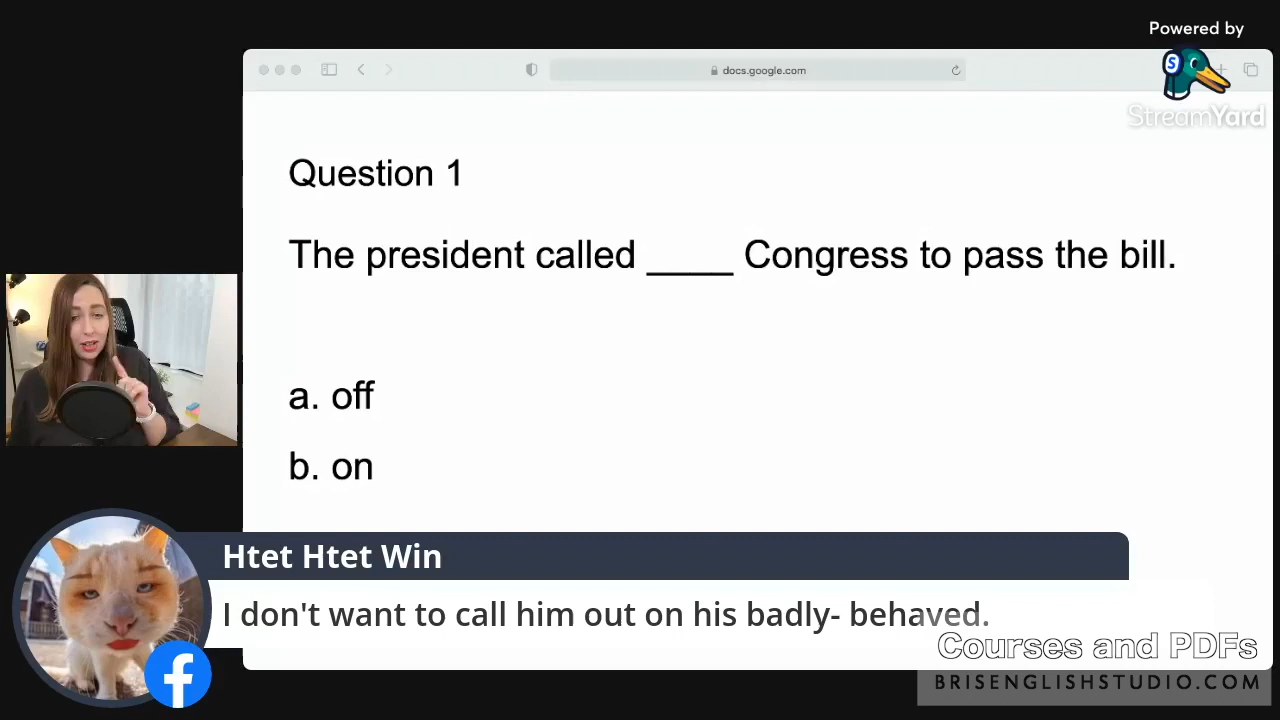 Powered by
StreamYard
docs.google.com
Question 1
The president called ____ Congress to pass the bill.
a. off
b. on
Htet Htet Win
I don't want to call him out on his badly- behaved.
Courses and PDFs
BRISENGLISHSTUDIO.COM